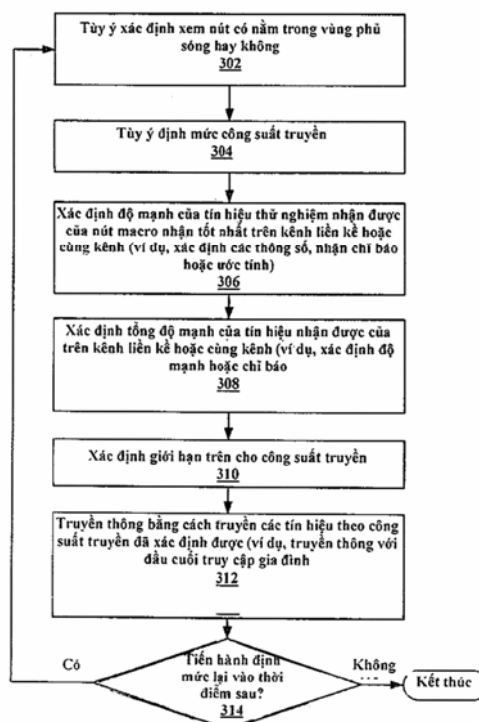 Tùy ý xác định xem nút có nằm trong vùng phủ
sóng hay không
302
Tùy ý định mức công suất truyền
304
Xác định độ mạnh của tín hiệu thử nghiệm nhận được
của nút macro nhận tốt nhất trên kênh liền kề hoặc
cùng kênh (ví dụ, xác định các thông số, nhận chỉ báo
hoặc ước tính)
306
Xác định tổng độ mạnh của tín hiệu nhận được của
trên kênh liền kề hoặc cùng kênh (ví dụ, xác định độ
mạnh hoặc chỉ báo
308
Xác định giới hạn trên cho công suất truyền
310
Truyền thông bằng cách truyền các tín hiệu theo công
suất truyền đã xác định được (ví dụ, truyền thông với
đầu cuối truy cập gia đình
312
Có
Tiến hành định
mức lại vào thời
điểm sau?
314
Không
...
Kết thúc